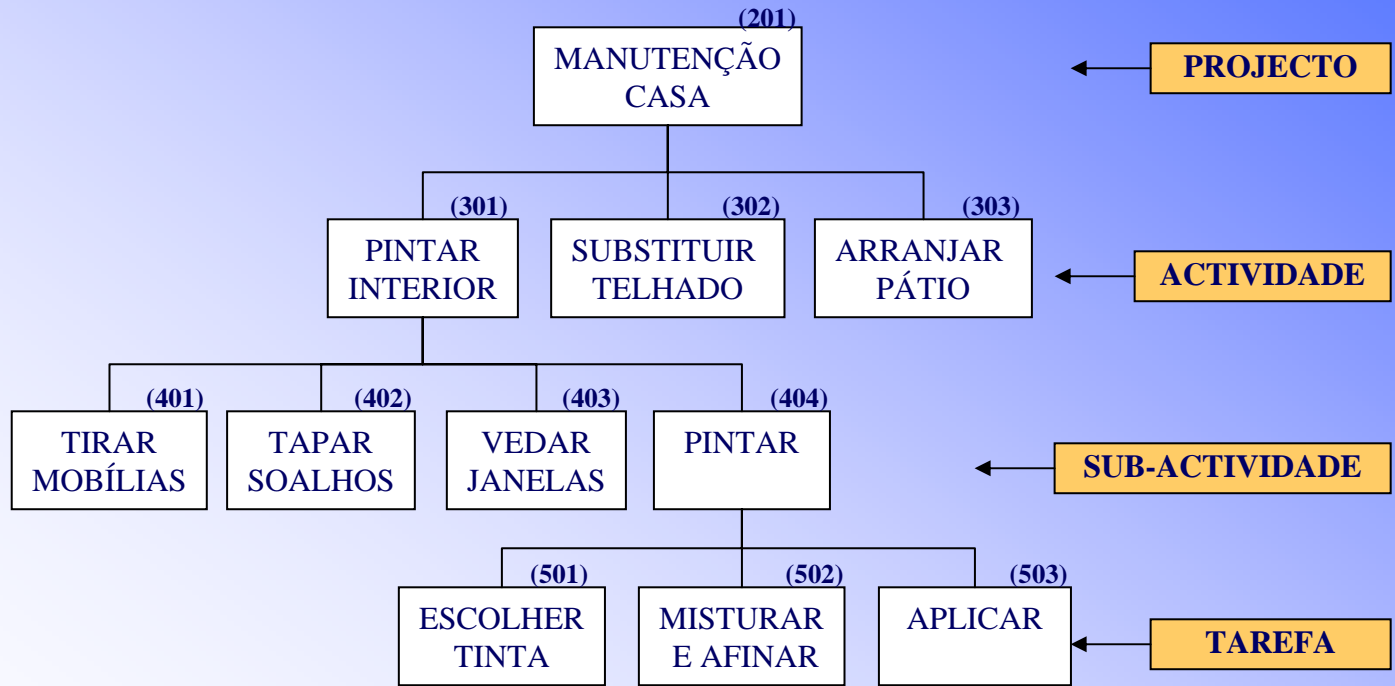 (201)
MANUTENÇÃO
CASA
PROJECTO
(301)
PINTAR
INTERIOR
(302)
SUBSTITUIR
TELHADO
(303)
ARRANJAR
PÁTIO
ACTIVIDADE
(401)
TIRAR
MOBÍLIAS
(402)
TAPAR
SOALHOS
(403)
VEDAR
JANELAS
(404)
PINTAR
SUB-ACTIVIDADE
(501)
ESCOLHER
TINTA
(502)
MISTURAR
E AFINAR
(503)
APLICAR
TAREFA